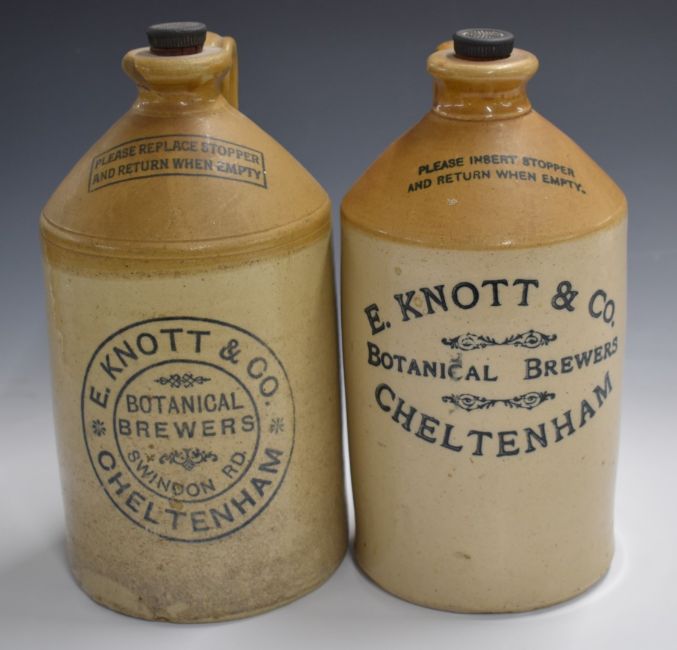 PLEASE REPLACE STOPPER
AND RETURN WHEN EMPTY
E. KNOTT & CO.
BOTANICAL
BREWERS
SWINDON RD.
CHELTENHAM
PLEASE INSERT STOPPER
AND RETURN WHEN EMPTY.
E. KNOTT & CO.
BOTANICAL BREWERS
CHELTENHAM